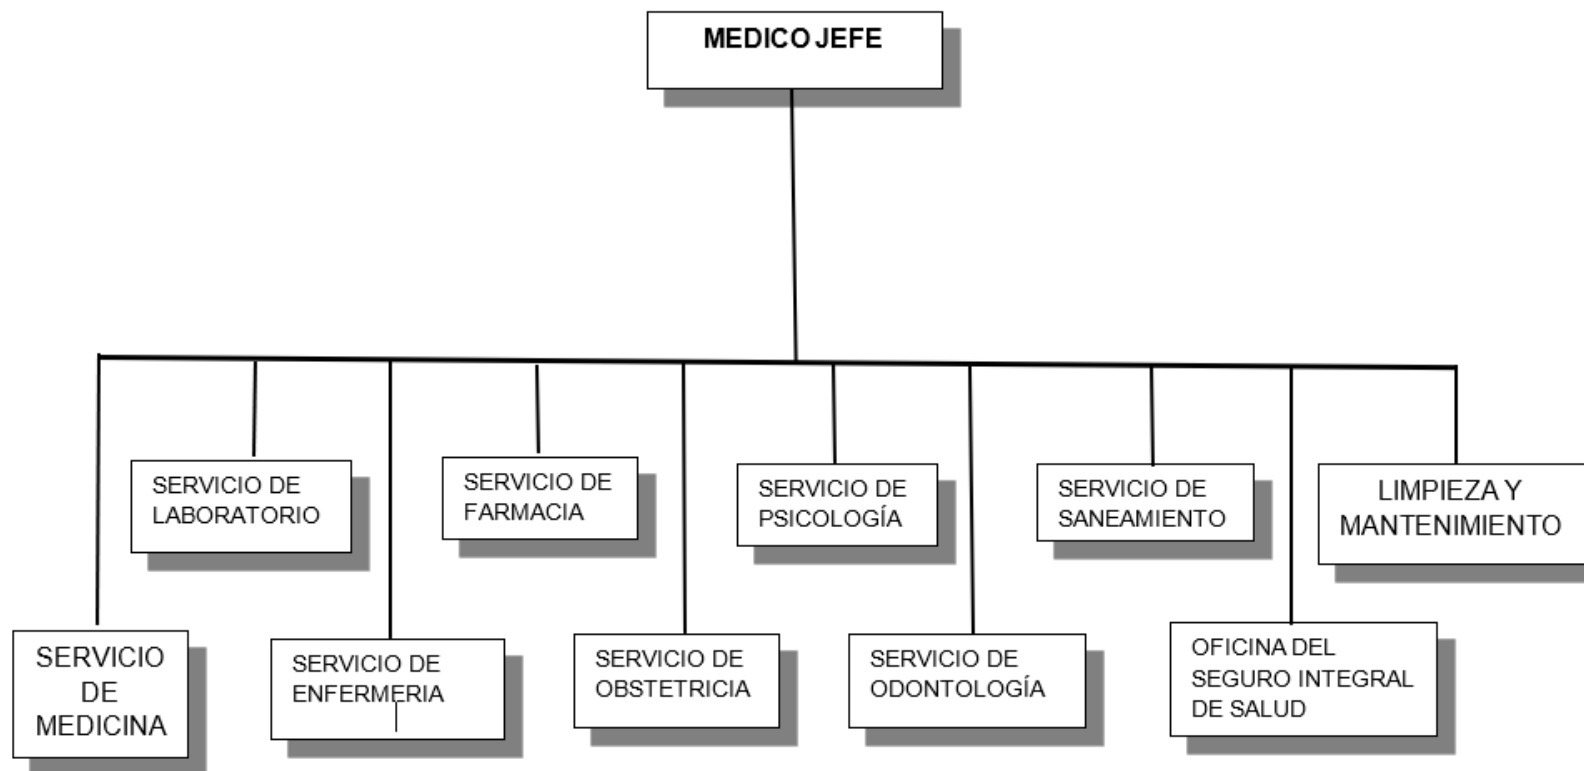 MEDICO JEFE
SERVICIO DE
LABORATORIO
SERVICIO DE
FARMACIA
SERVICIO DE
PSICOLOGÍA
SERVICIO DE
SANEAMIENTO
LIMPIEZA Y
MANTENIMIENTO
SERVICIO
DE
MEDICINA
SERVICIO DE
ENFERMERIA
SERVICIO DE
OBSTETRICIA
SERVICIO DE
ODONTOLOGÍA
OFICINA DEL
SEGURO INTEGRAL
DE SALUD